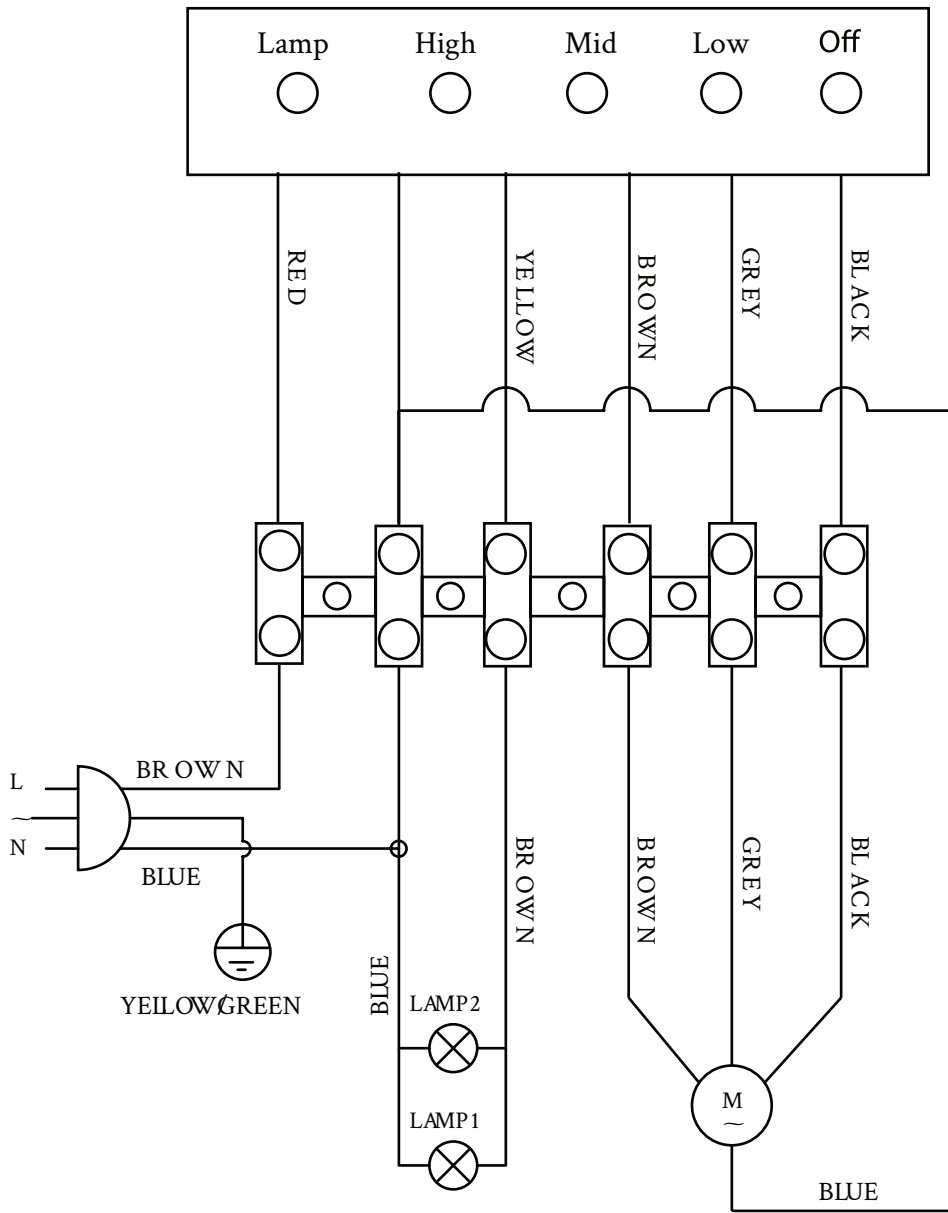 Lamp High Mid Low Off
RED
YELLOW
BROWN
GREY
BLACK
L
BROWN
~
N
BLUE
YELLOW/GREEN
BLUE
BROWN
BROWN
GREY
BLACK
LAMP2
LAMP1
M
~
BLUE